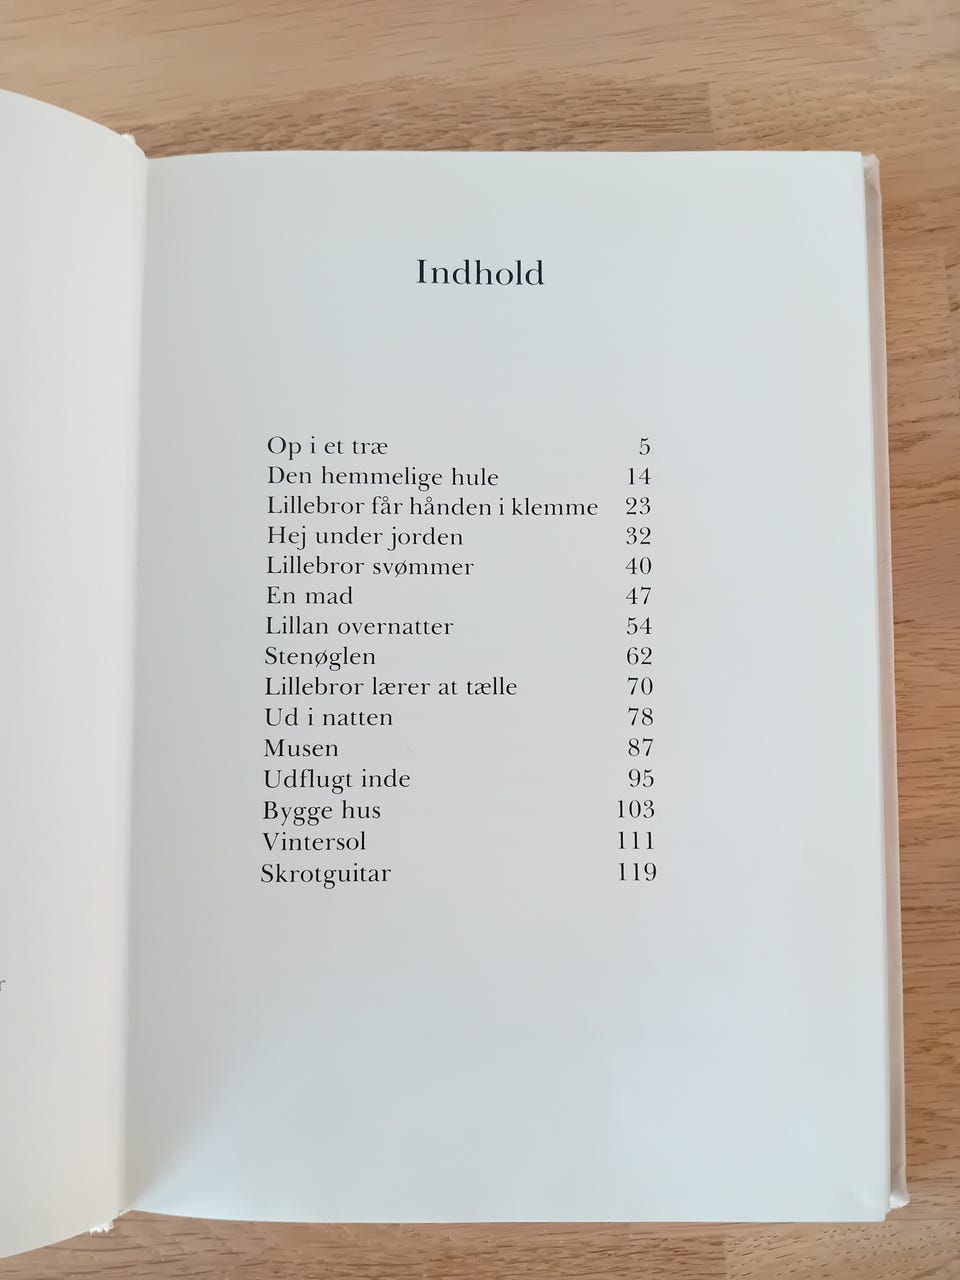 Indhold
Op i et træ 5
Den hemmelige hule 14
Lillebror får hånden i klemme 23
Hej under jorden 32
Lillebror svømmer 40
En mad 47
Lillan overnatter 54
Stenøglen 62
Lillebror lærer at tælle 70
Ud i natten 78
Musen 87
Udflugt inde 95
Bygge hus 103
Vintersol 111
Skrotguitar 119